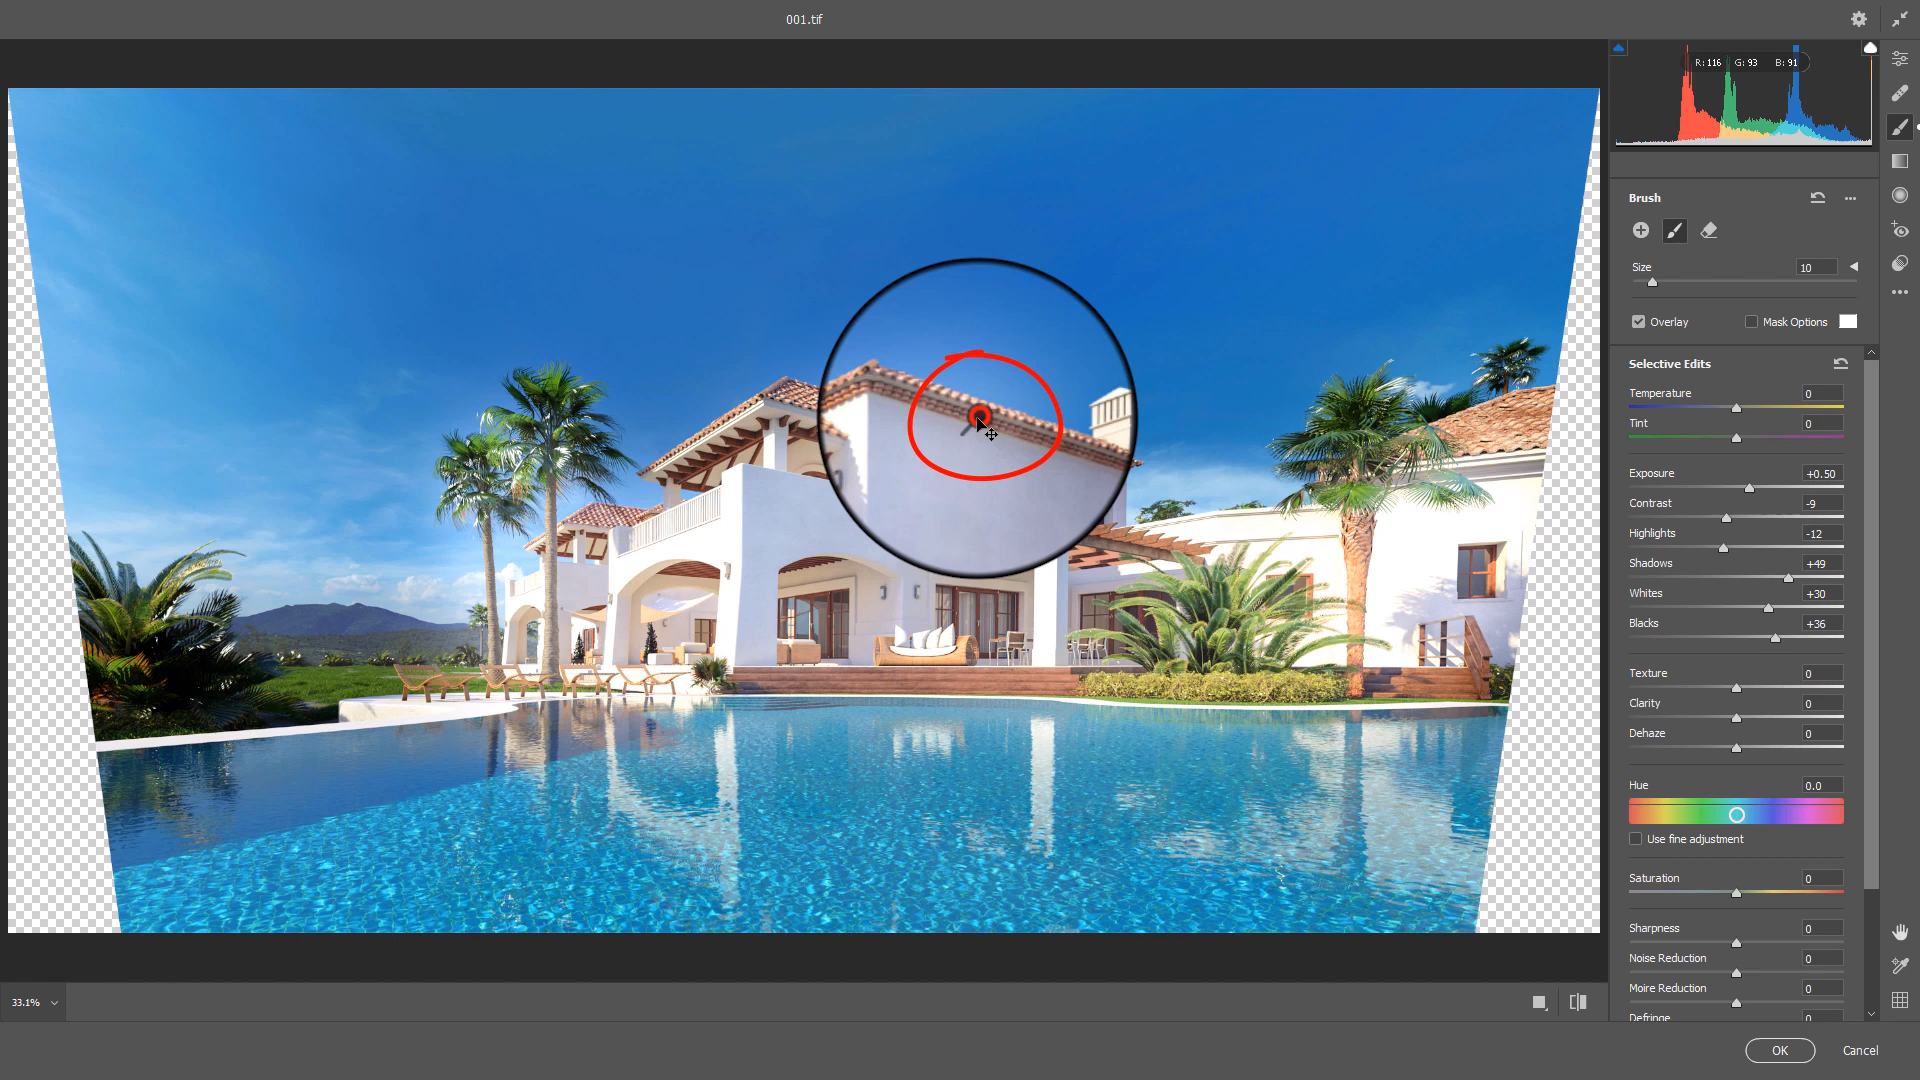 001.tif
R: 116 G: 93 B: 91
Brush
Size 10
Overlay Mask Options
Selective Edits
Temperature 0
Tint 0
Exposure +0.50
Contrast -9
Highlights -12
Shadows +49
Whites +30
Blacks +36
Texture 0
Clarity 0
Dehaze 0
Hue 0.0
Use fine adjustment
Saturation 0
Sharpness 0
Noise Reduction 0
Moire Reduction 0
Defringe 0
33.1%
OK Cancel